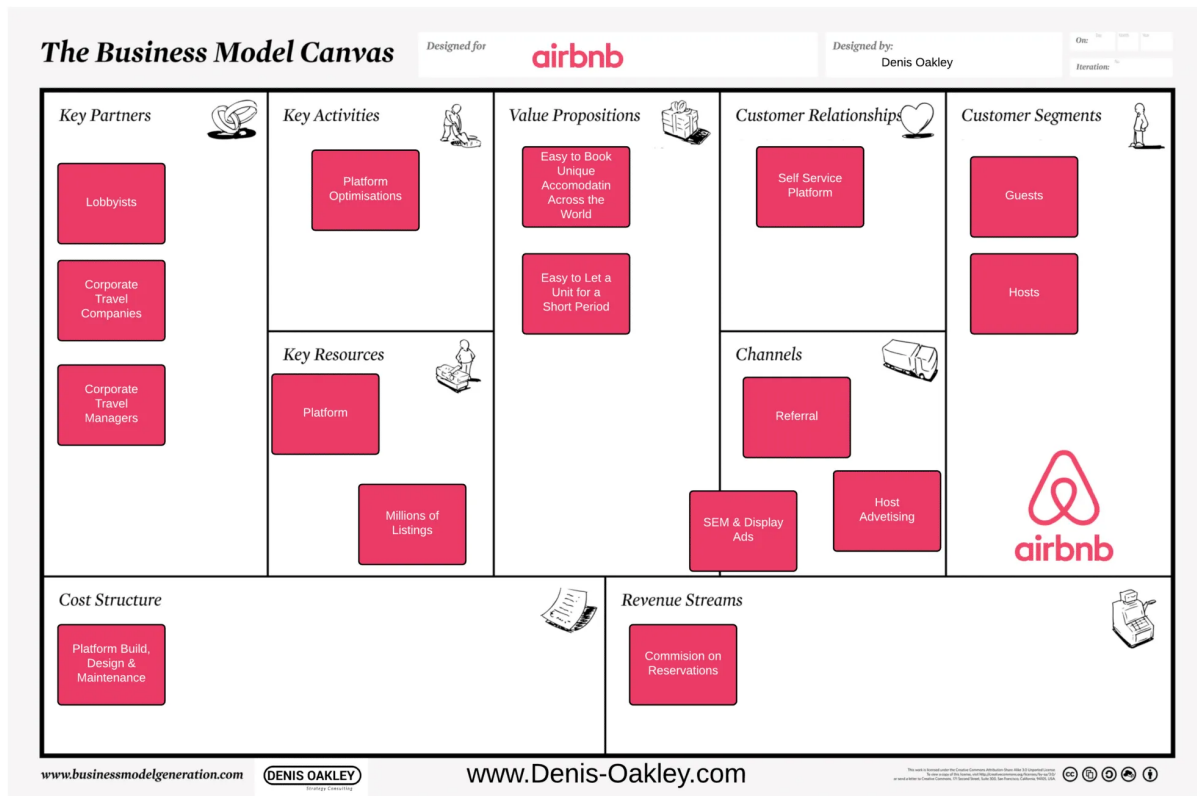 The Business Model Canvas
Designed for
airbnb
Designed by:
Denis Oakley
On:
Iteration:
Key Partners
Lobbyists
Corporate
Travel
Companies
Corporate
Travel
Managers
Key Activities
Platform
Optimisations
Key Resources
Platform
Millions of
Listings
Value Propositions
Easy to Book
Unique
Accomodatin
Across the
World
Easy to Let a
Unit for a
Short Period
Customer Relationships
Self Service
Platform
Channels
Referral
SEM & Display
Ads
Host
Advetising
Customer Segments
Guests
Hosts
airbnb
Cost Structure
Platform Build,
Design &
Maintenance
Revenue Streams
Commision on
Reservations
www.businessmodelgeneration.com
DENIS OAKLEY
Strategy Consulting
www.Denis-Oakley.com